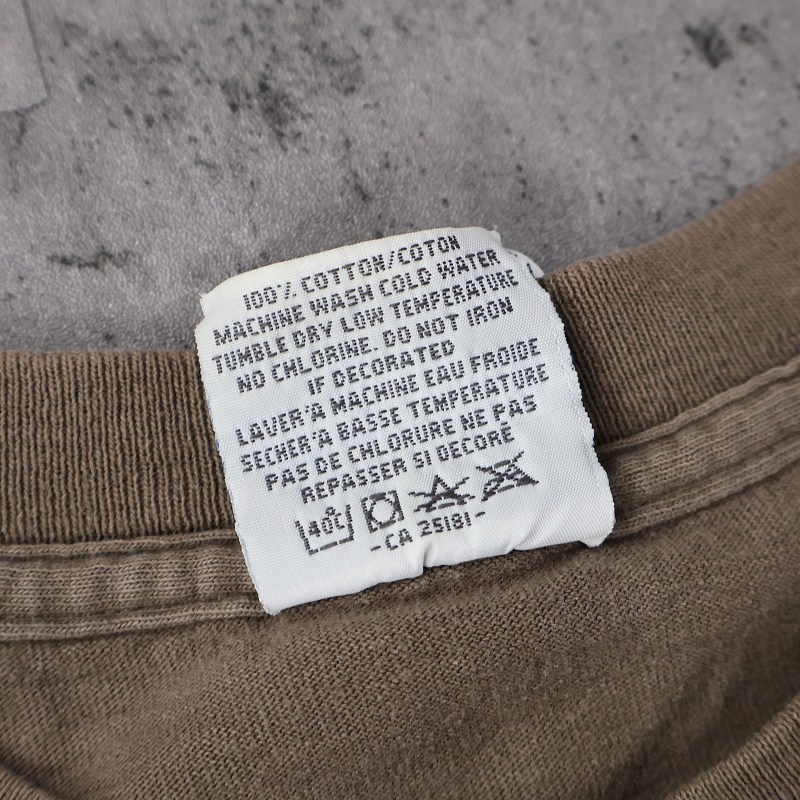 100% COTTON/COTON
MACHINE WASH COLD WATER
TUMBLE DRY LOW TEMPERATURE
NO CHLORINE. DO NOT IRON
IF DECORATED
LAVER'A MACHINE EAU FROIDE
SECHER'A BASSE TEMPERATURE
PAS DE CHLORURE NE PAS
REPASSER SI DECORE
40°C
- CA 25181 -